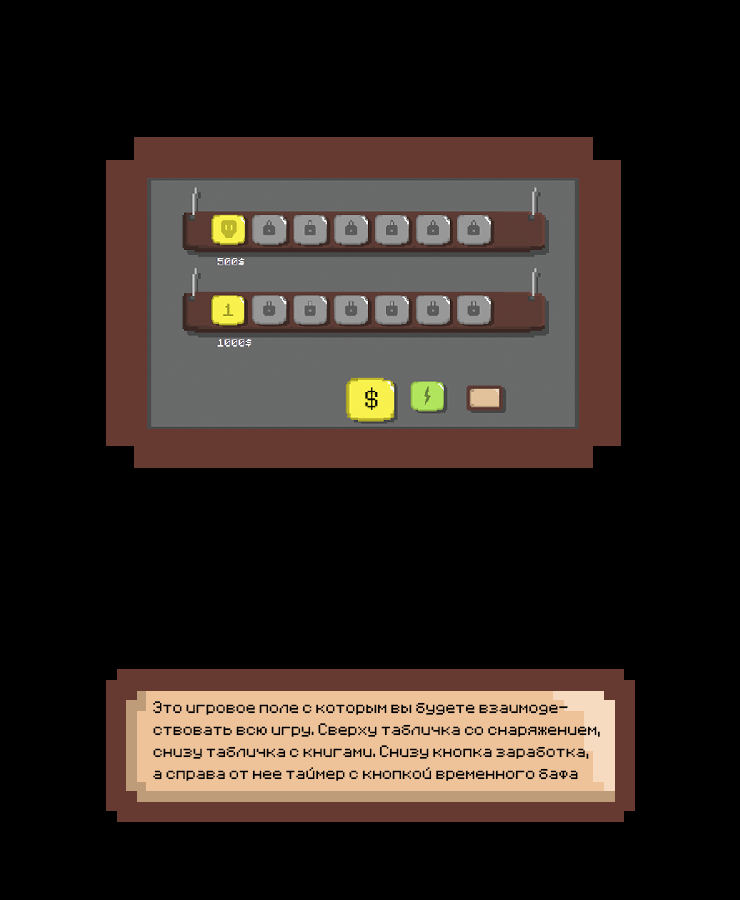 1
500$
1000$
$
Это игровое поле с которым вы будете взаимоде-
ствовать всю игру. Сверху табличка со снаряжением,
снизу табличка с книгами. Снизу кнопка заработка,
а справа от нее таймер с кнопкой временного бафа